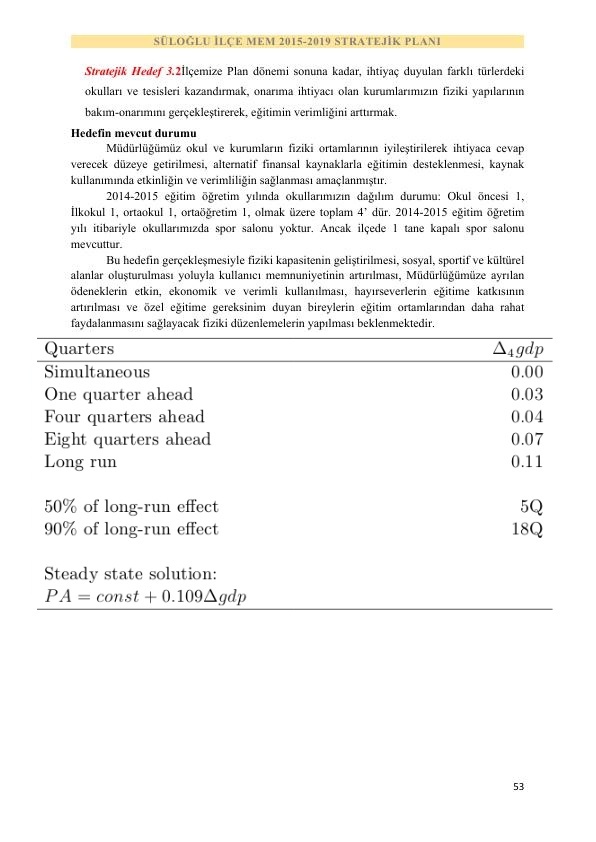 SÜLOĞLU İLÇE MEM 2015-2019 STRATEJİK PLANI
Stratejik Hedef 3.2İlçemize Plan dönemi sonuna kadar, ihtiyaç duyulan farklı türlerdeki
okulları ve tesisleri kazandırmak, onarıma ihtiyacı olan kurumlarımızın fiziki yapılarının
bakım-onarımını gerçekleştirerek, eğitimin verimliğini arttırmak.
Hedefin mevcut durumu
Müdürlüğümüz okul ve kurumların fiziki ortamlarının iyileştirilerek ihtiyaca cevap
verecek düzeye getirilmesi, alternatif finansal kaynaklarla eğitimin desteklenmesi, kaynak
kullanımında etkinliğin ve verimliliğin sağlanması amaçlanmıştır.
2014-2015 eğitim öğretim yılında okullarımızın dağılım durumu: Okul öncesi 1,
İlkokul 1, ortaokul 1, ortaöğretim 1, olmak üzere toplam 4’ dür. 2014-2015 eğitim öğretim
yılı itibariyle okullarımızda spor salonu yoktur. Ancak ilçede 1 tane kapalı spor salonu
mevcuttur.
Bu hedefin gerçekleşmesiyle fiziki kapasitenin geliştirilmesi, sosyal, sportif ve kültürel
alanlar oluşturulması yoluyla kullanıcı memnuniyetinin artırılması, Müdürlüğümüze ayrılan
ödeneklerin etkin, ekonomik ve verimli kullanılması, hayırseverlerin eğitime katkısının
artırılması ve özel eğitime gereksinim duyan bireylerin eğitim ortamlarından daha rahat
faydalanmasını sağlayacak fiziki düzenlemelerin yapılması beklenmektedir.
Quarters Δ₄gdp
Simultaneous 0.00
One quarter ahead 0.03
Four quarters ahead 0.04
Eight quarters ahead 0.07
Long run 0.11
50% of long-run effect 5Q
90% of long-run effect 18Q
Steady state solution:
PA = const + 0.109Δgdp
53